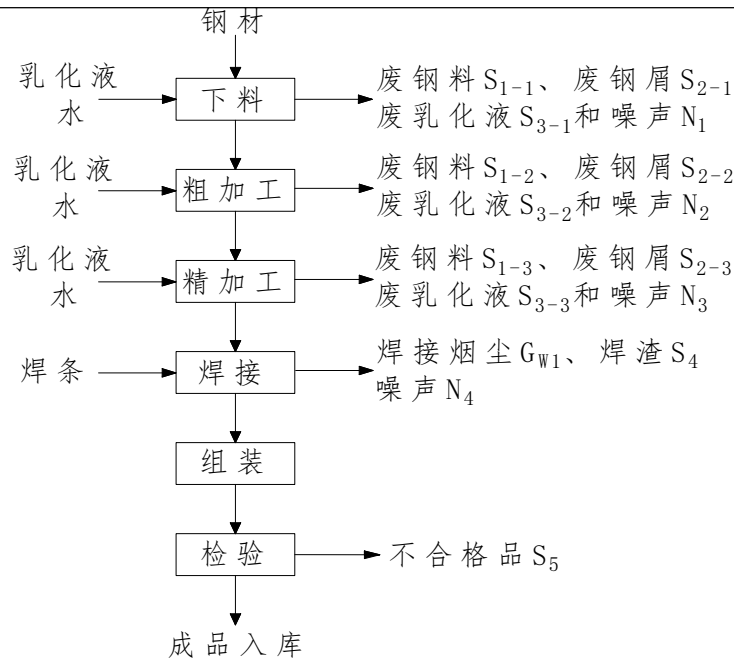 钢材
乳化液
水
下料
废钢料S₁₋₁、废钢屑S₂₋₁
废乳化液S₃₋₁和噪声N₁
乳化液
水
粗加工
废钢料S₁₋₂、废钢屑S₂₋₂
废乳化液S₃₋₂和噪声N₂
乳化液
水
精加工
废钢料S₁₋₃、废钢屑S₂₋₃
废乳化液S₃₋₃和噪声N₃
焊条
焊接
焊接烟尘G_W1、焊渣S₄
噪声N₄
组装
检验
不合格品S₅
成品入库